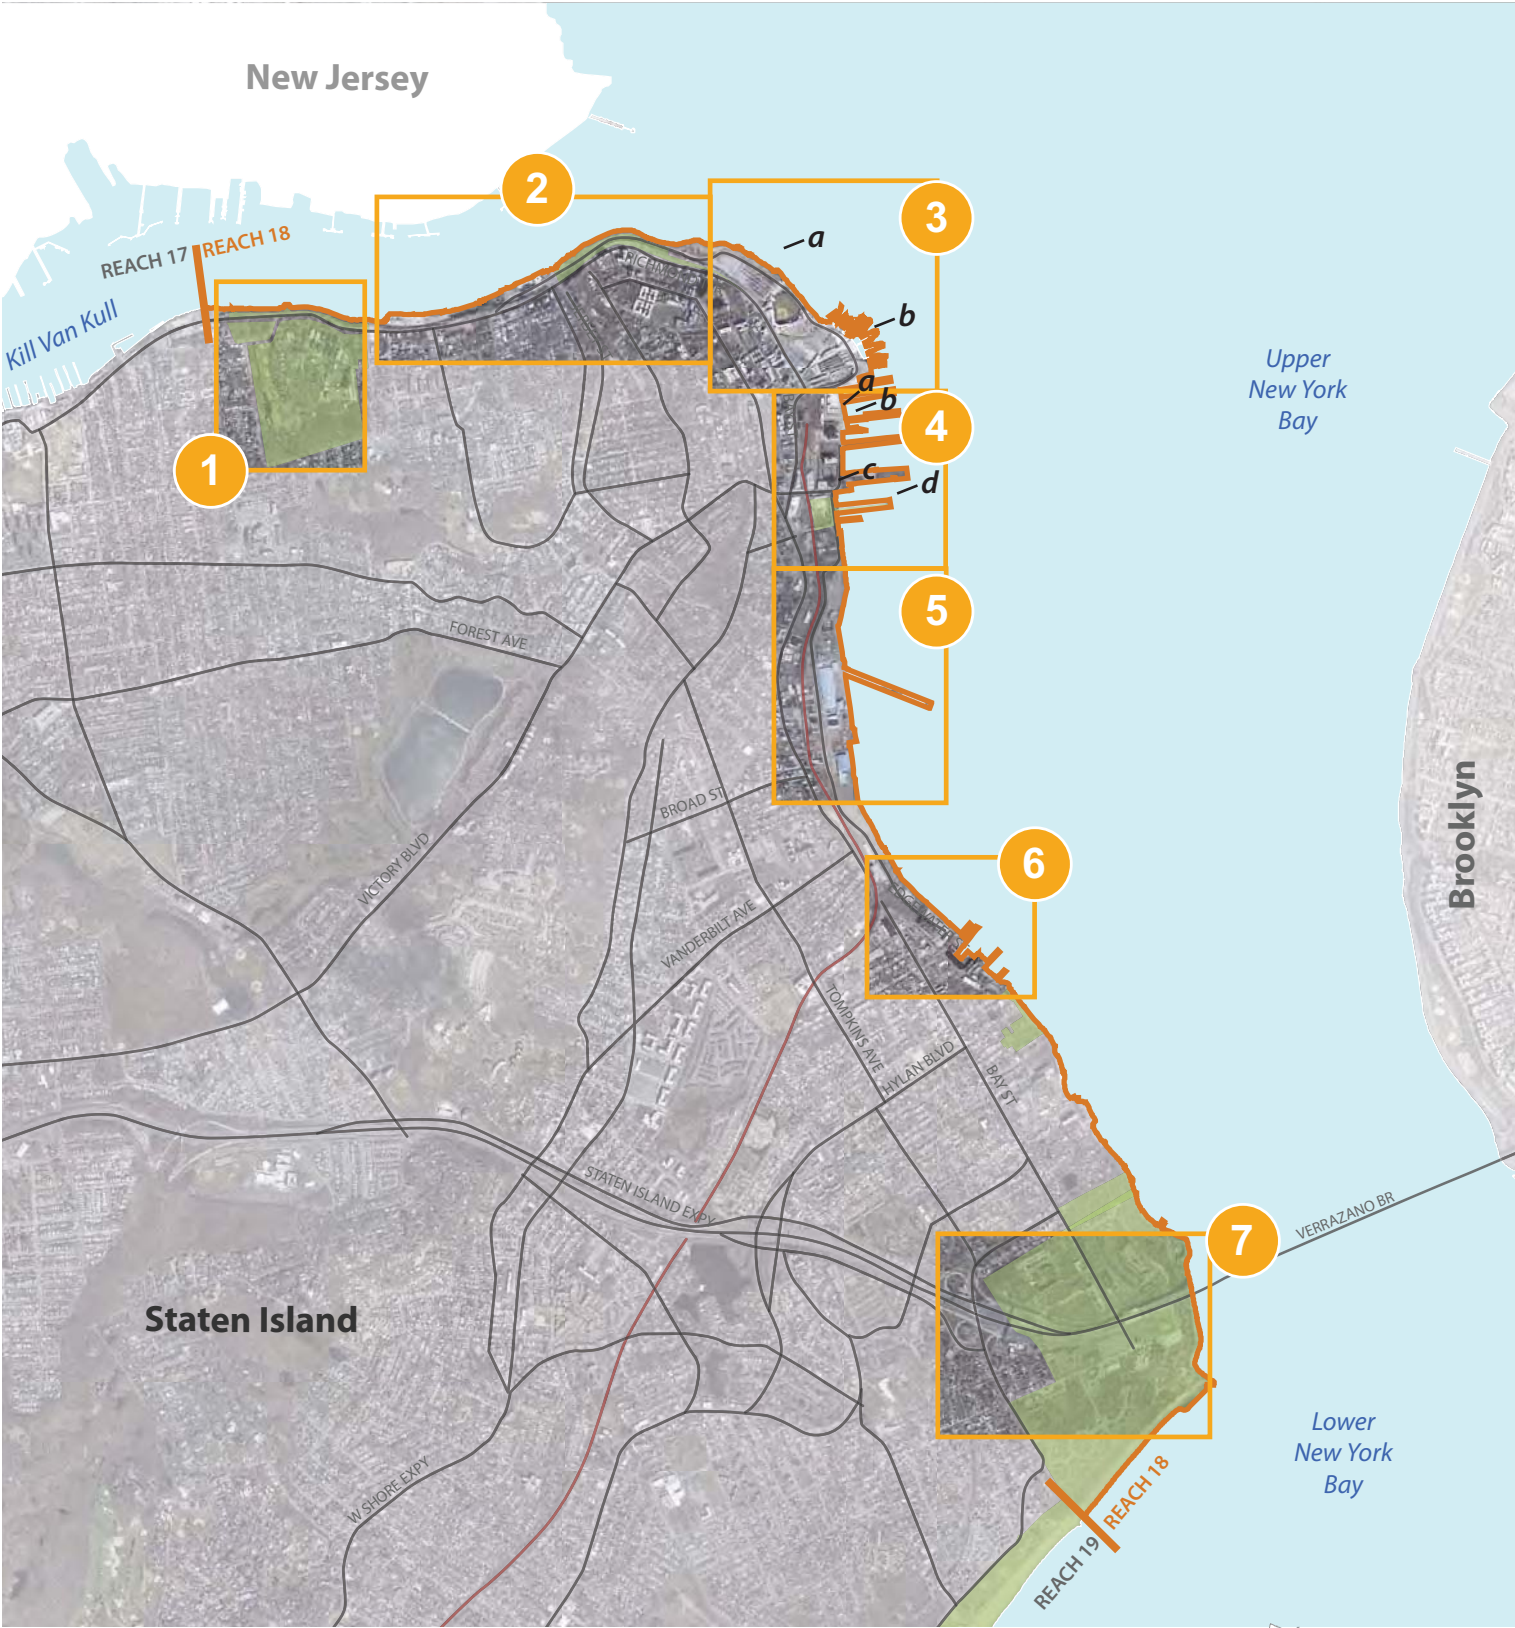 New Jersey
2
3
a
REACH 17
REACH 18
b
Kill Van Kull
Upper
New York
Bay
a
b
4
1
c
d
5
FOREST AVE
BROAD ST
Brooklyn
VICTORY BLVD
6
VANDERBILT AVE
TOMPKINS AVE
HYLAN BLVD
BAY ST
STATEN ISLAND EXPY
VERRAZANO BR
7
Staten Island
Lower
New York
Bay
W SHORE EXPY
REACH 18
REACH 19